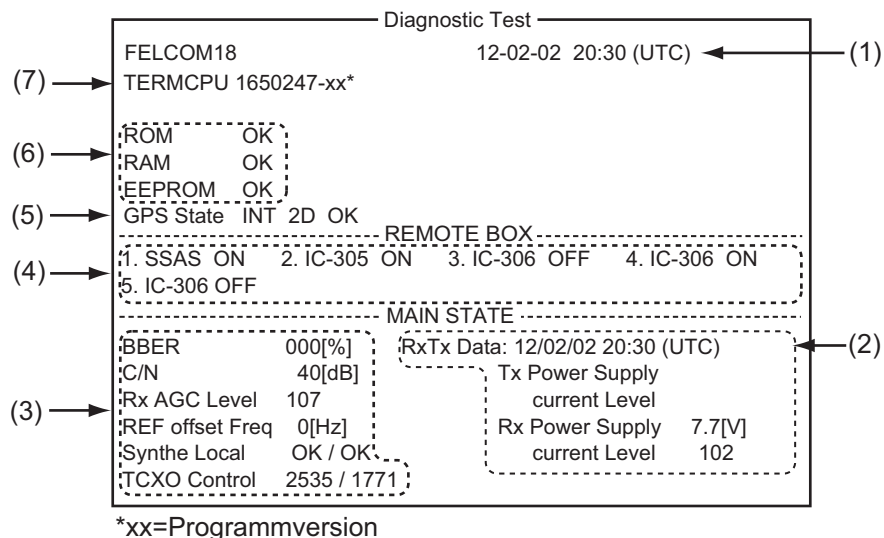 Diagnostic Test
FELCOM18 12-02-02 20:30 (UTC) (1)
(7) TERMCPU 1650247-xx*
ROM OK
(6) RAM OK
EEPROM OK
(5) GPS State INT 2D OK
REMOTE BOX
(4) 1. SSAS ON 2. IC-305 ON 3. IC-306 OFF 4. IC-306 ON
5. IC-306 OFF
MAIN STATE
BBER 000[%] RxTx Data: 12/02/02 20:30 (UTC) (2)
C/N 40[dB] Tx Power Supply
(3) Rx AGC Level 107 current Level
REF offset Freq 0[Hz] Rx Power Supply 7.7[V]
Synthe Local OK / OK current Level 102
TCXO Control 2535 / 1771
*xx=Programmversion